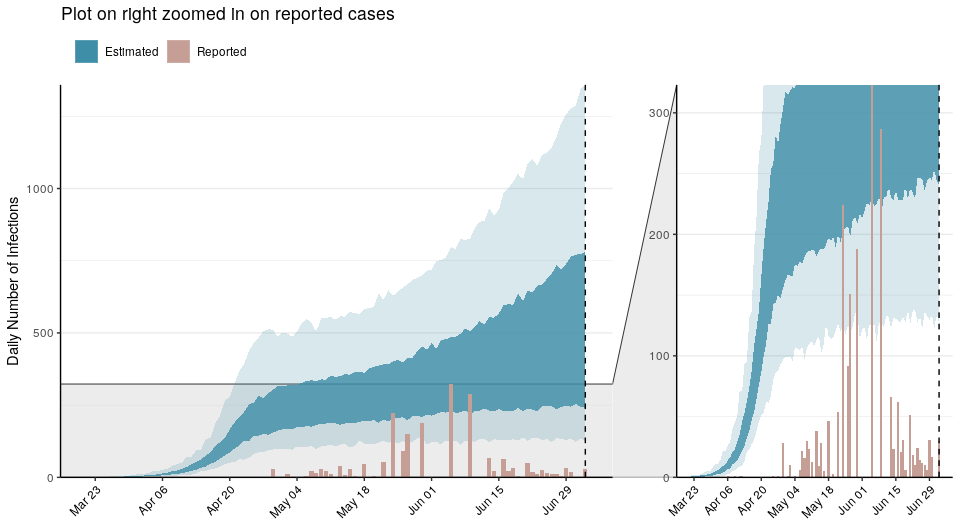 Plot on right zoomed in on reported cases
Estimated Reported
Daily Number of Infections
1000
500
0
Mar 23 Apr 06 Apr 20 May 04 May 18 Jun 01 Jun 15 Jun 29
300
200
100
0
Mar 23 Apr 06 Apr 20 May 04 May 18 Jun 01 Jun 15 Jun 29